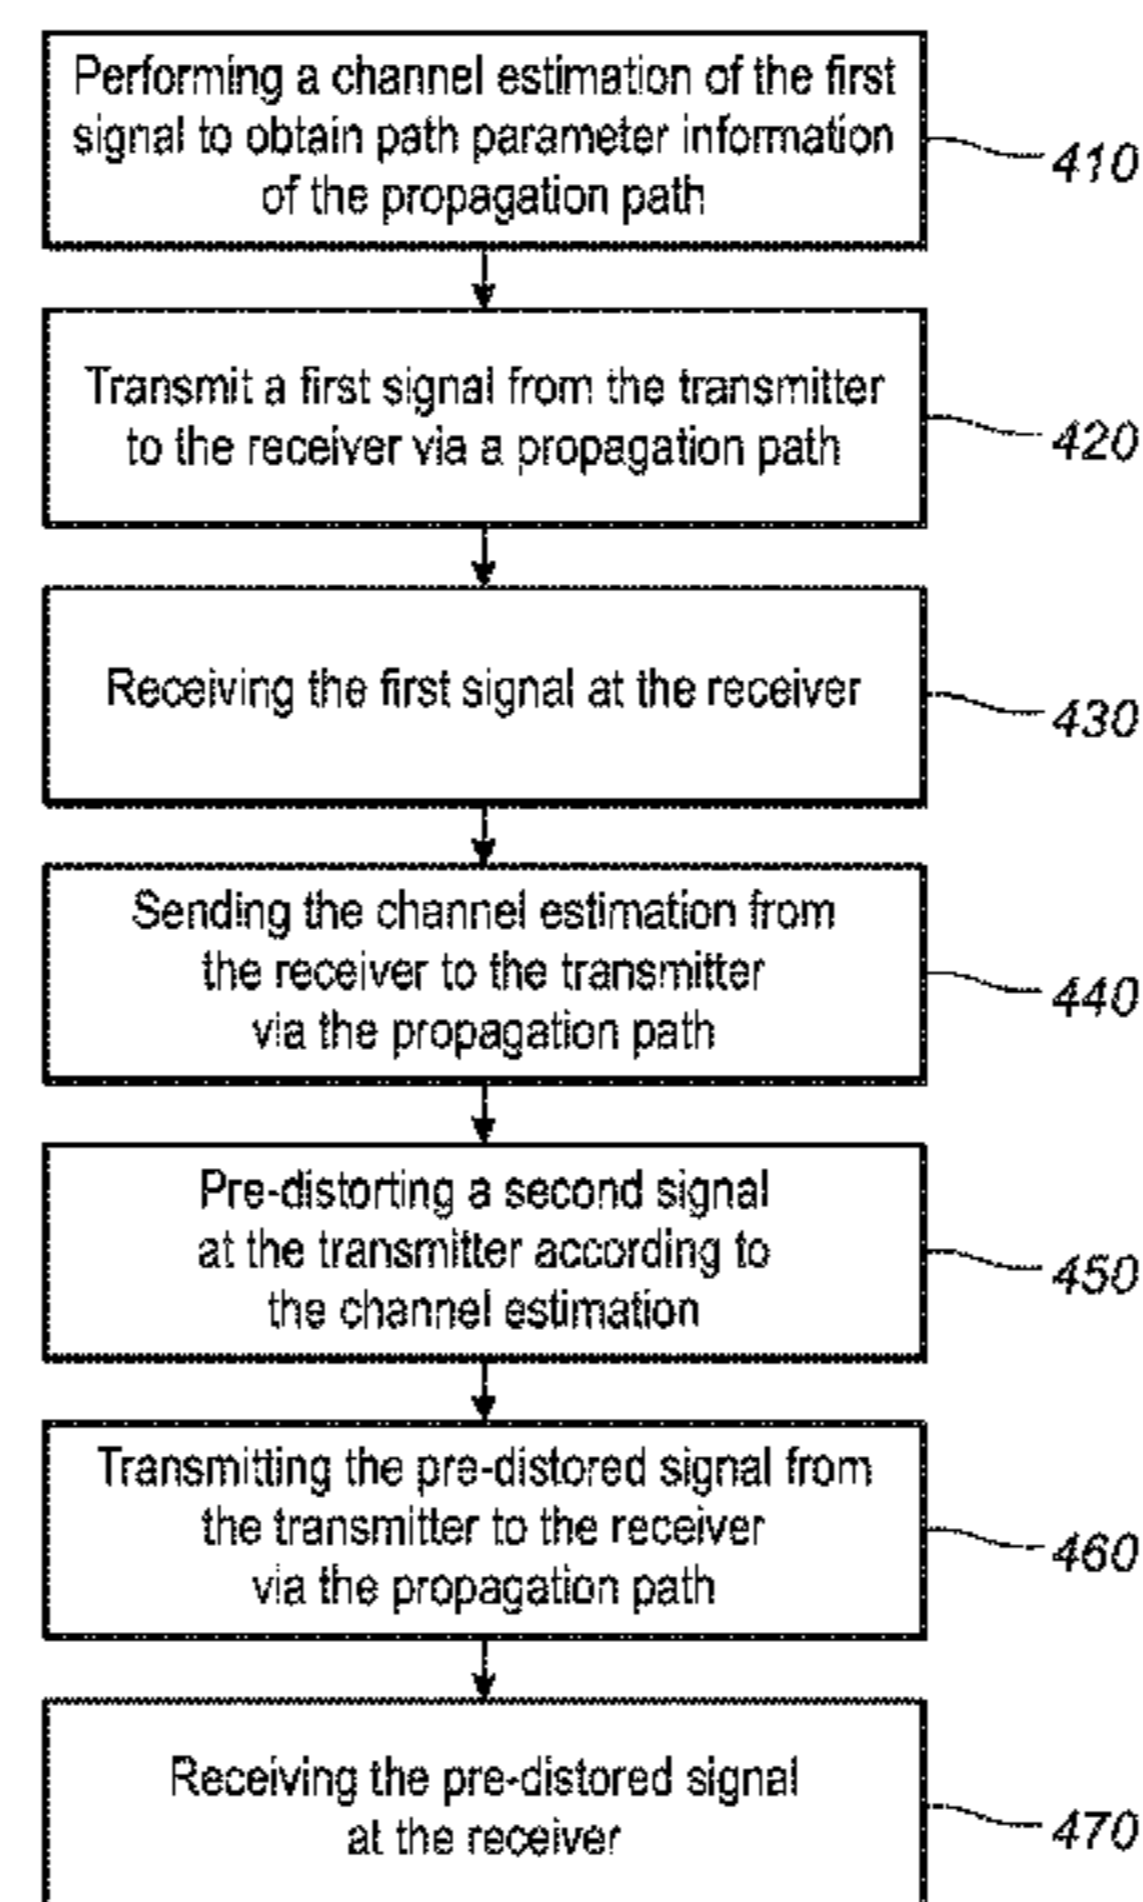 Performing a channel estimation of the first
signal to obtain path parameter information
of the propagation path
410
Transmit a first signal from the transmitter
to the receiver via a propagation path
420
Receiving the first signal at the receiver
430
Sending the channel estimation from
the receiver to the transmitter
via the propagation path
440
Pre-distorting a second signal
at the transmitter according to
the channel estimation
450
Transmitting the pre-distored signal from
the transmitter to the receiver
via the propagation path
460
Receiving the pre-distored signal
at the receiver
470